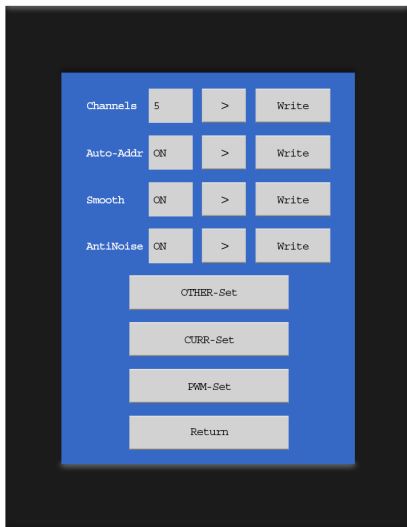 Channels 5 > Write
Auto-Addr ON > Write
Smooth ON > Write
AntiNoise ON > Write
OTHER-Set
CURR-Set
PWM-Set
Return